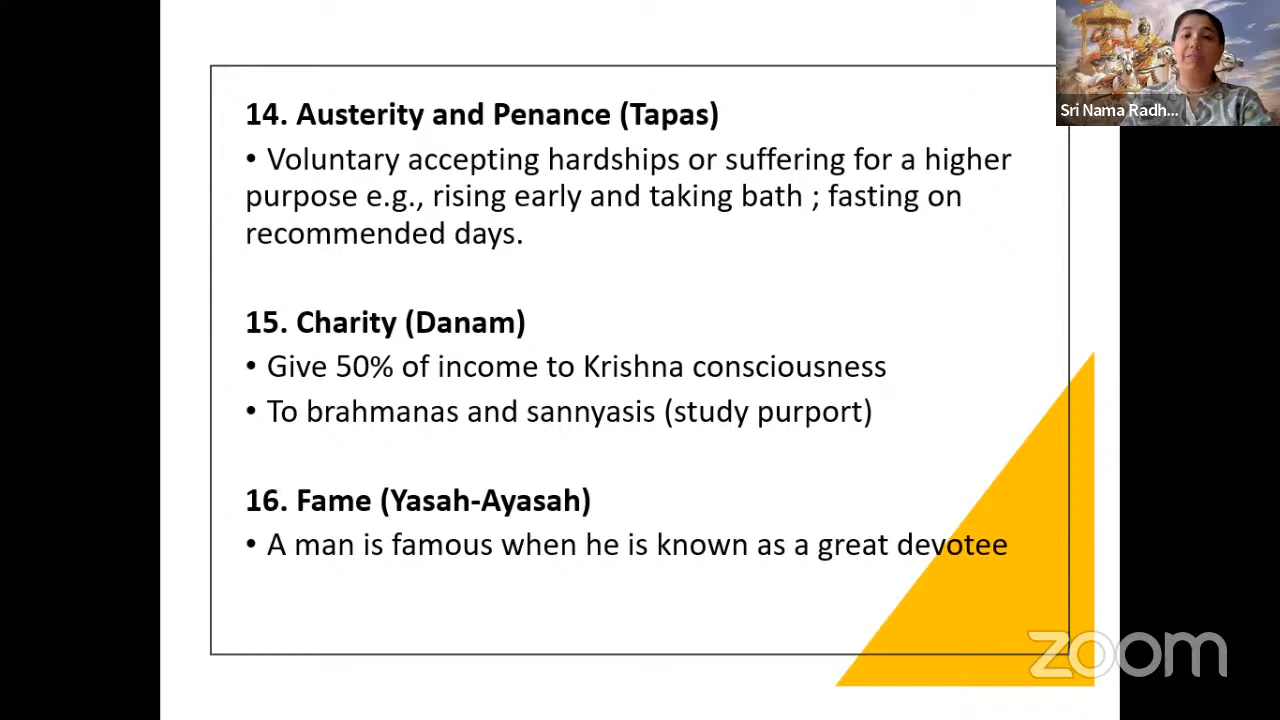 14. Austerity and Penance (Tapas)
• Voluntary accepting hardships or suffering for a higher
purpose e.g., rising early and taking bath ; fasting on
recommended days.
15. Charity (Danam)
• Give 50% of income to Krishna consciousness
• To brahmanas and sannyasis (study purport)
16. Fame (Yasah-Ayasah)
• A man is famous when he is known as a great devotee
Sri Nama Radh...
zoom